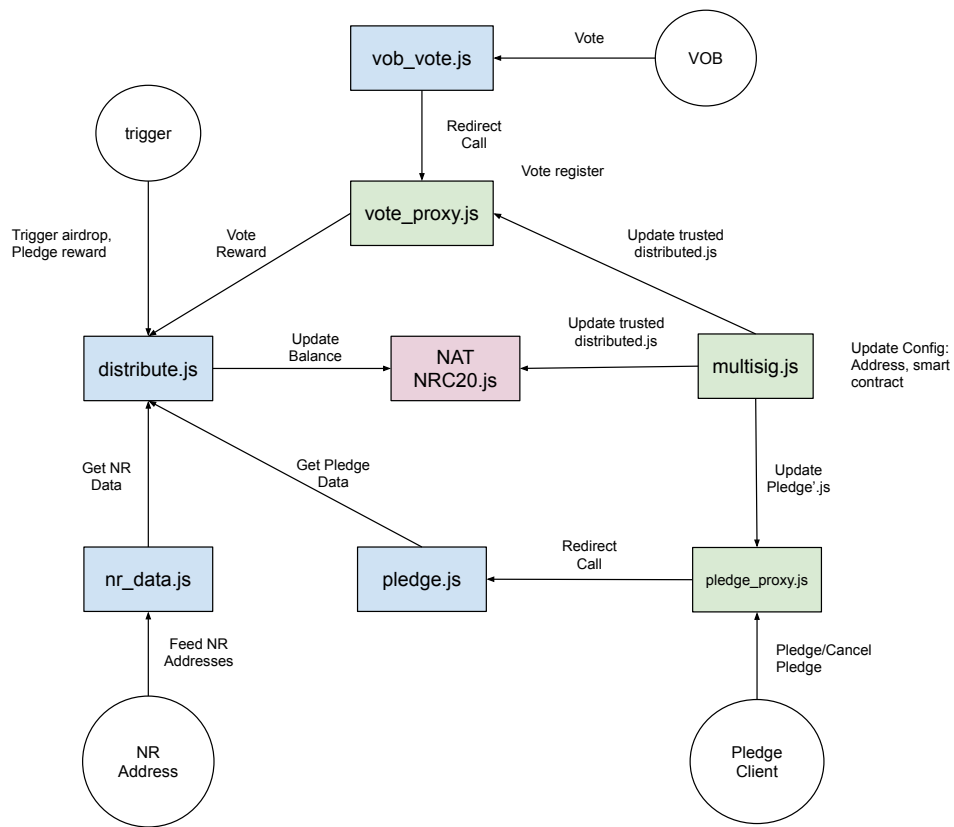 Vote
vob_vote.js
VOB
trigger
Redirect
Call
Vote register
vote_proxy.js
Trigger airdrop,
Pledge reward
Vote
Reward
Update trusted
distributed.js
Update
Balance
Update trusted
distributed.js
distribute.js
NAT
NRC20.js
multisig.js
Update Config:
Address, smart
contract
Get NR
Data
Get Pledge
Data
Update
Pledge'.js
Redirect
Call
nr_data.js
pledge.js
pledge_proxy.js
Feed NR
Addresses
Pledge/Cancel
Pledge
NR
Address
Pledge
Client